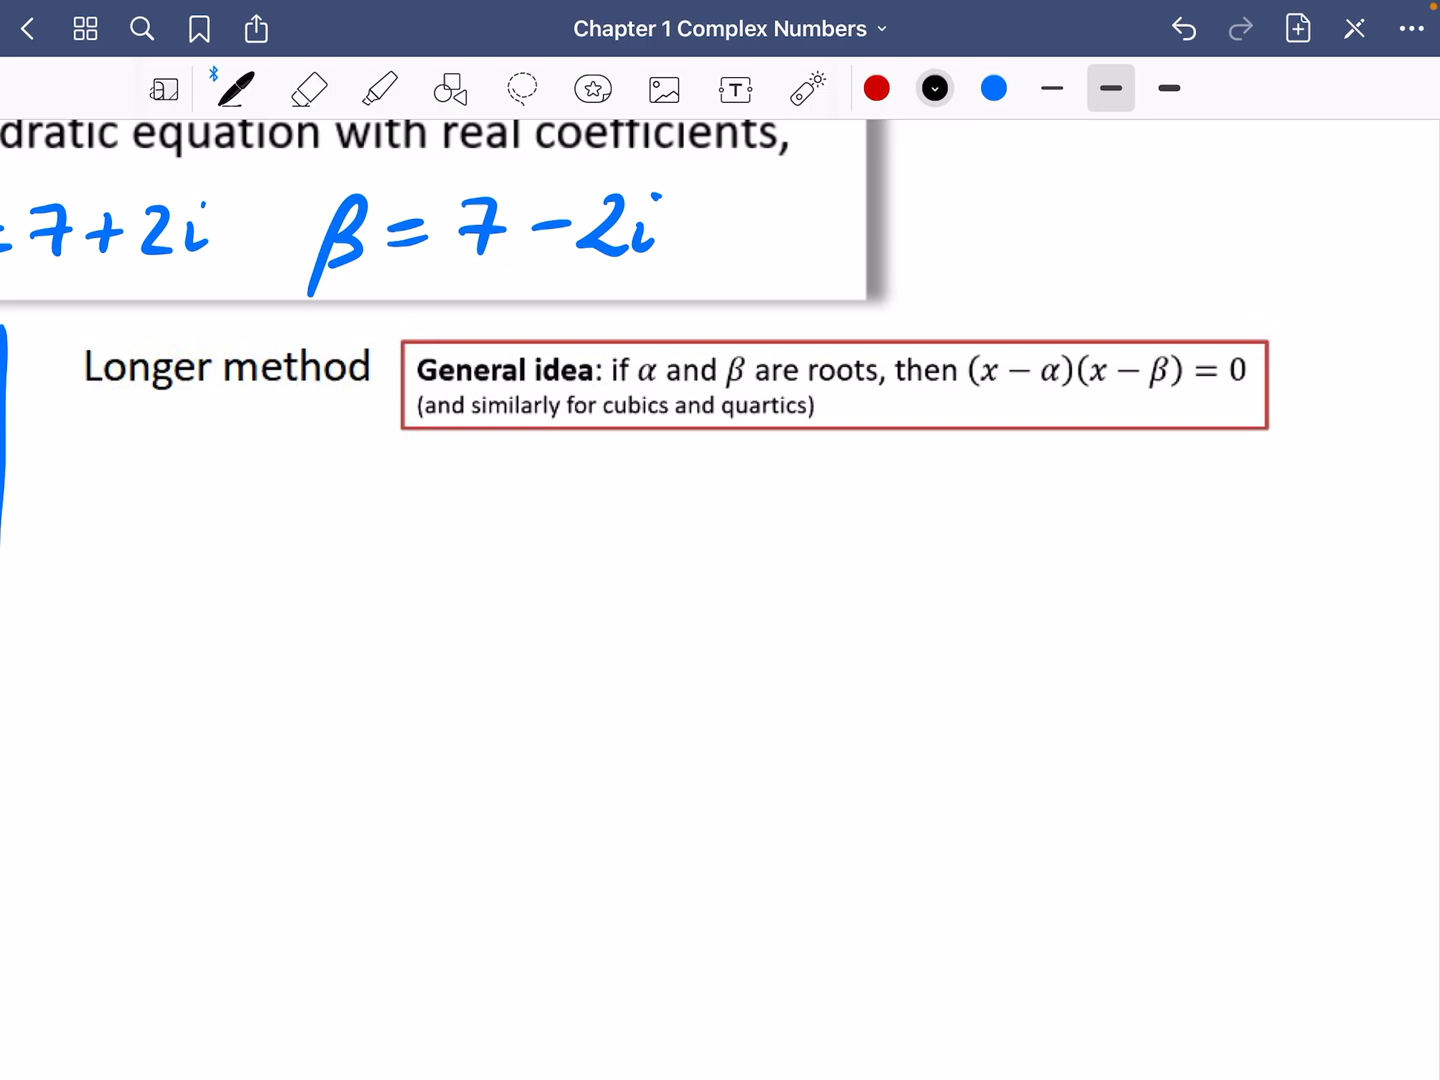 Chapter 1 Complex Numbers
T
dratic equation with real coefficients,
= 7 + 2i β = 7 - 2i
Longer method
General idea: if α and β are roots, then (x − α)(x − β) = 0
(and similarly for cubics and quartics)